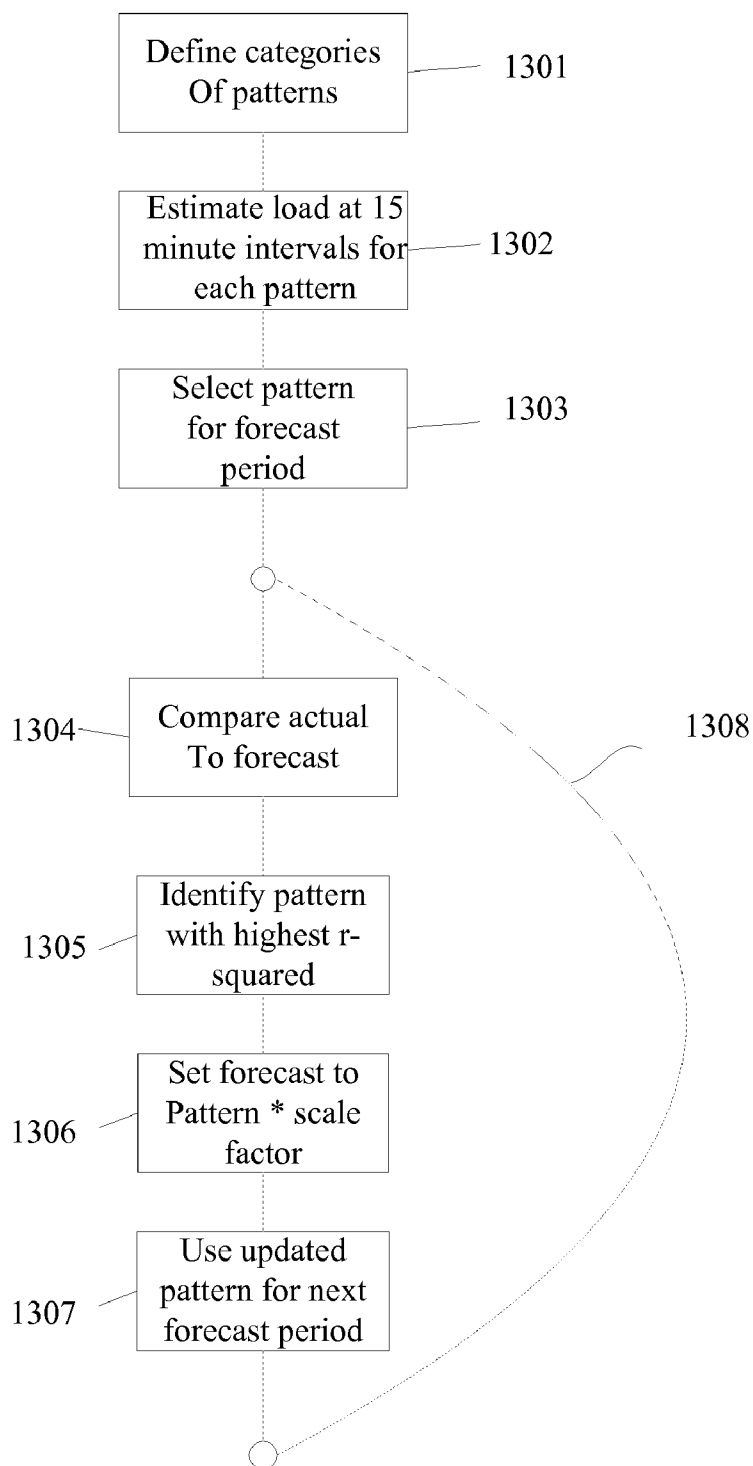 Define categories
Of patterns
1301
Estimate load at 15
minute intervals for
each pattern
1302
Select pattern
for forecast
period
1303
Compare actual
To forecast
1304
1308
Identify pattern
with highest r-
squared
1305
Set forecast to
Pattern * scale
factor
1306
Use updated
pattern for next
forecast period
1307